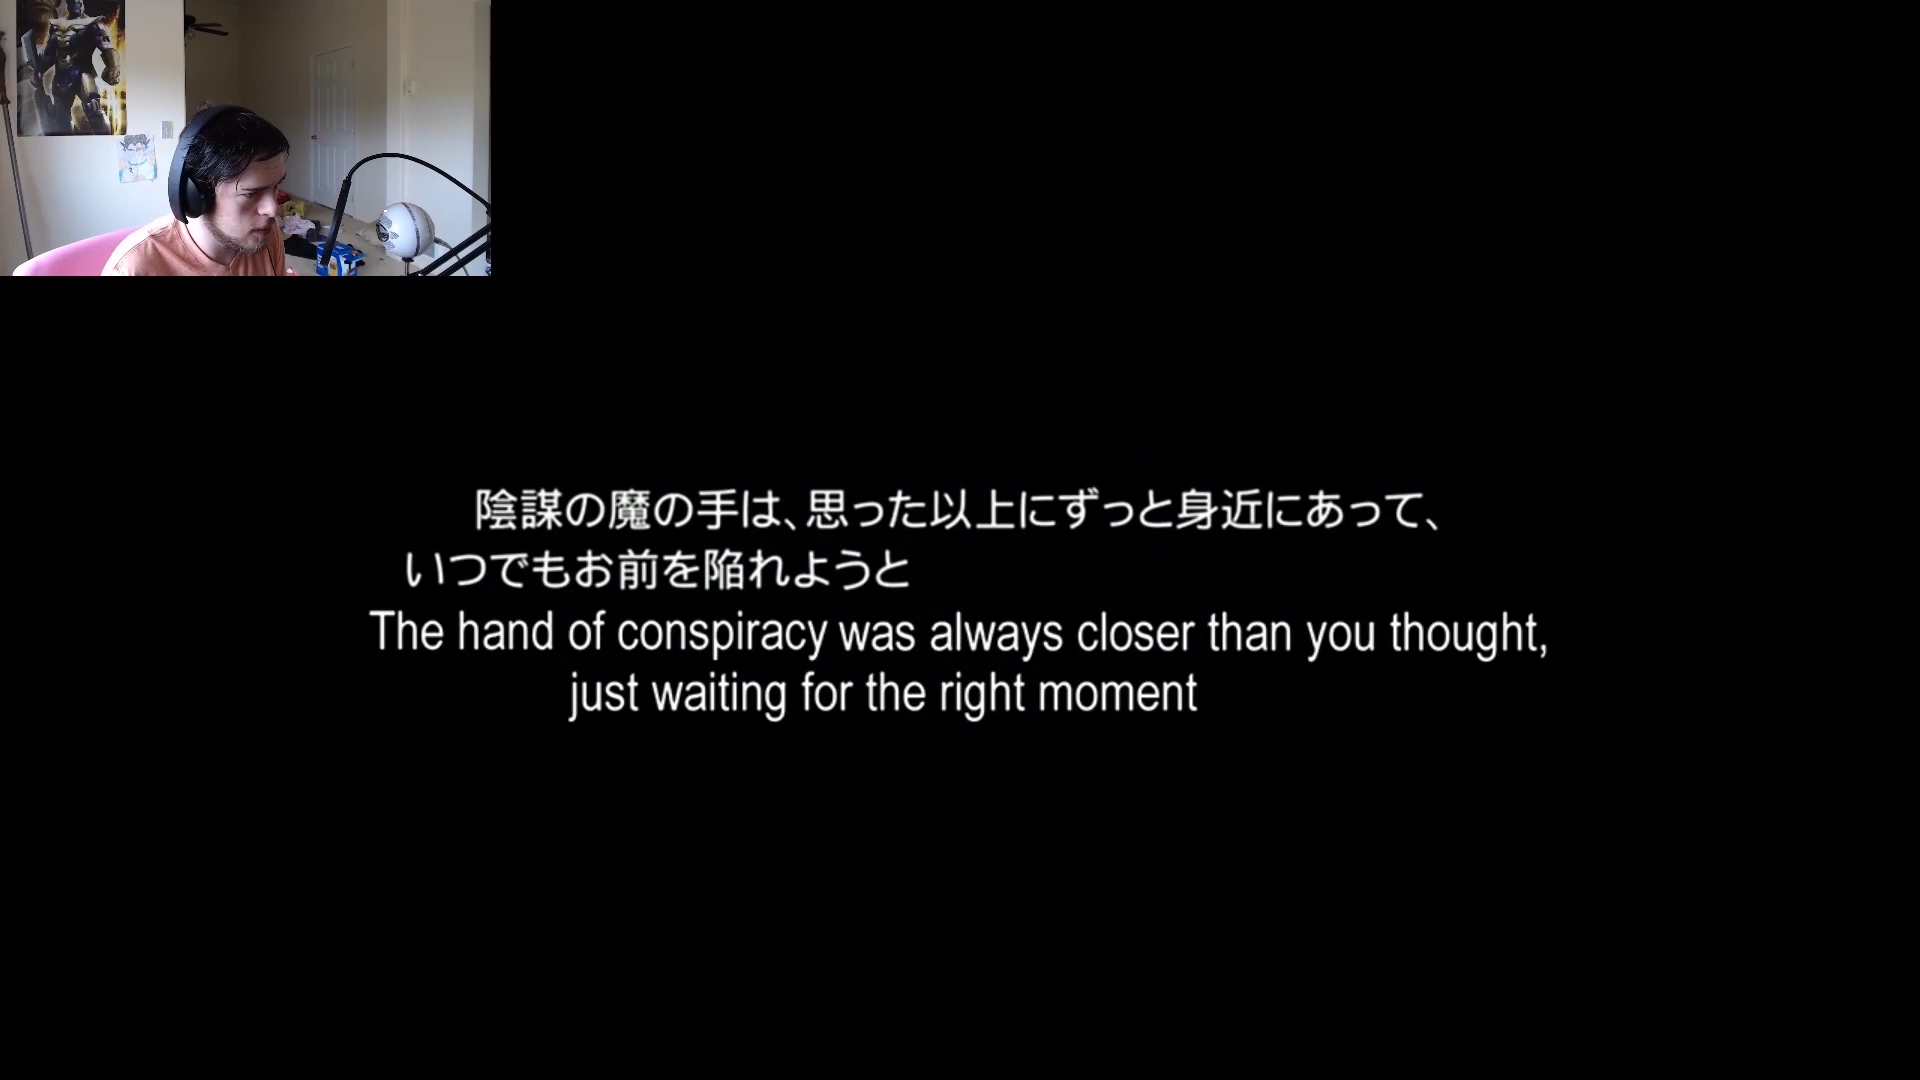 陰謀の魔の手は、思った以上にずっと身近にあって、
いつでもお前を陥れようと
The hand of conspiracy was always closer than you thought,
just waiting for the right moment